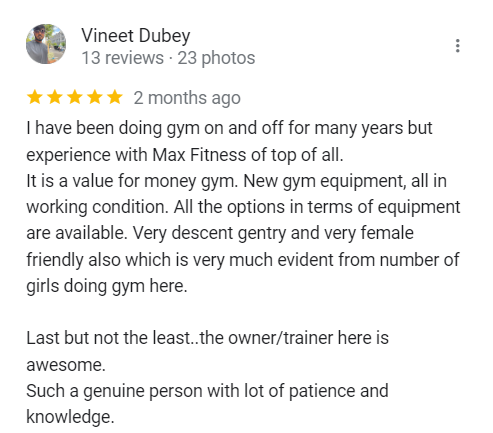 Vineet Dubey
13 reviews · 23 photos
2 months ago
I have been doing gym on and off for many years but
experience with Max Fitness of top of all.
It is a value for money gym. New gym equipment, all in
working condition. All the options in terms of equipment
are available. Very descent gentry and very female
friendly also which is very much evident from number of
girls doing gym here.
Last but not the least..the owner/trainer here is
awesome.
Such a genuine person with lot of patience and
knowledge.